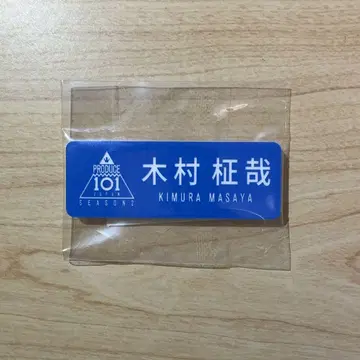 PRODUCE
101
JAPAN
SEASON2
木村 柾哉
KIMURA MASAYA